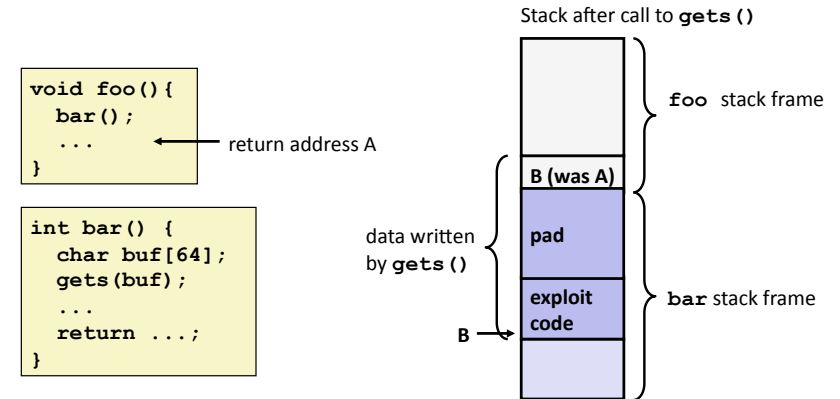 Stack after call to gets()
void foo(){
bar();
...
}
return address A
int bar() {
char buf[64];
gets(buf);
...
return ...;
}
foo stack frame
B (was A)
data written
by gets()
pad
exploit
code
B
bar stack frame